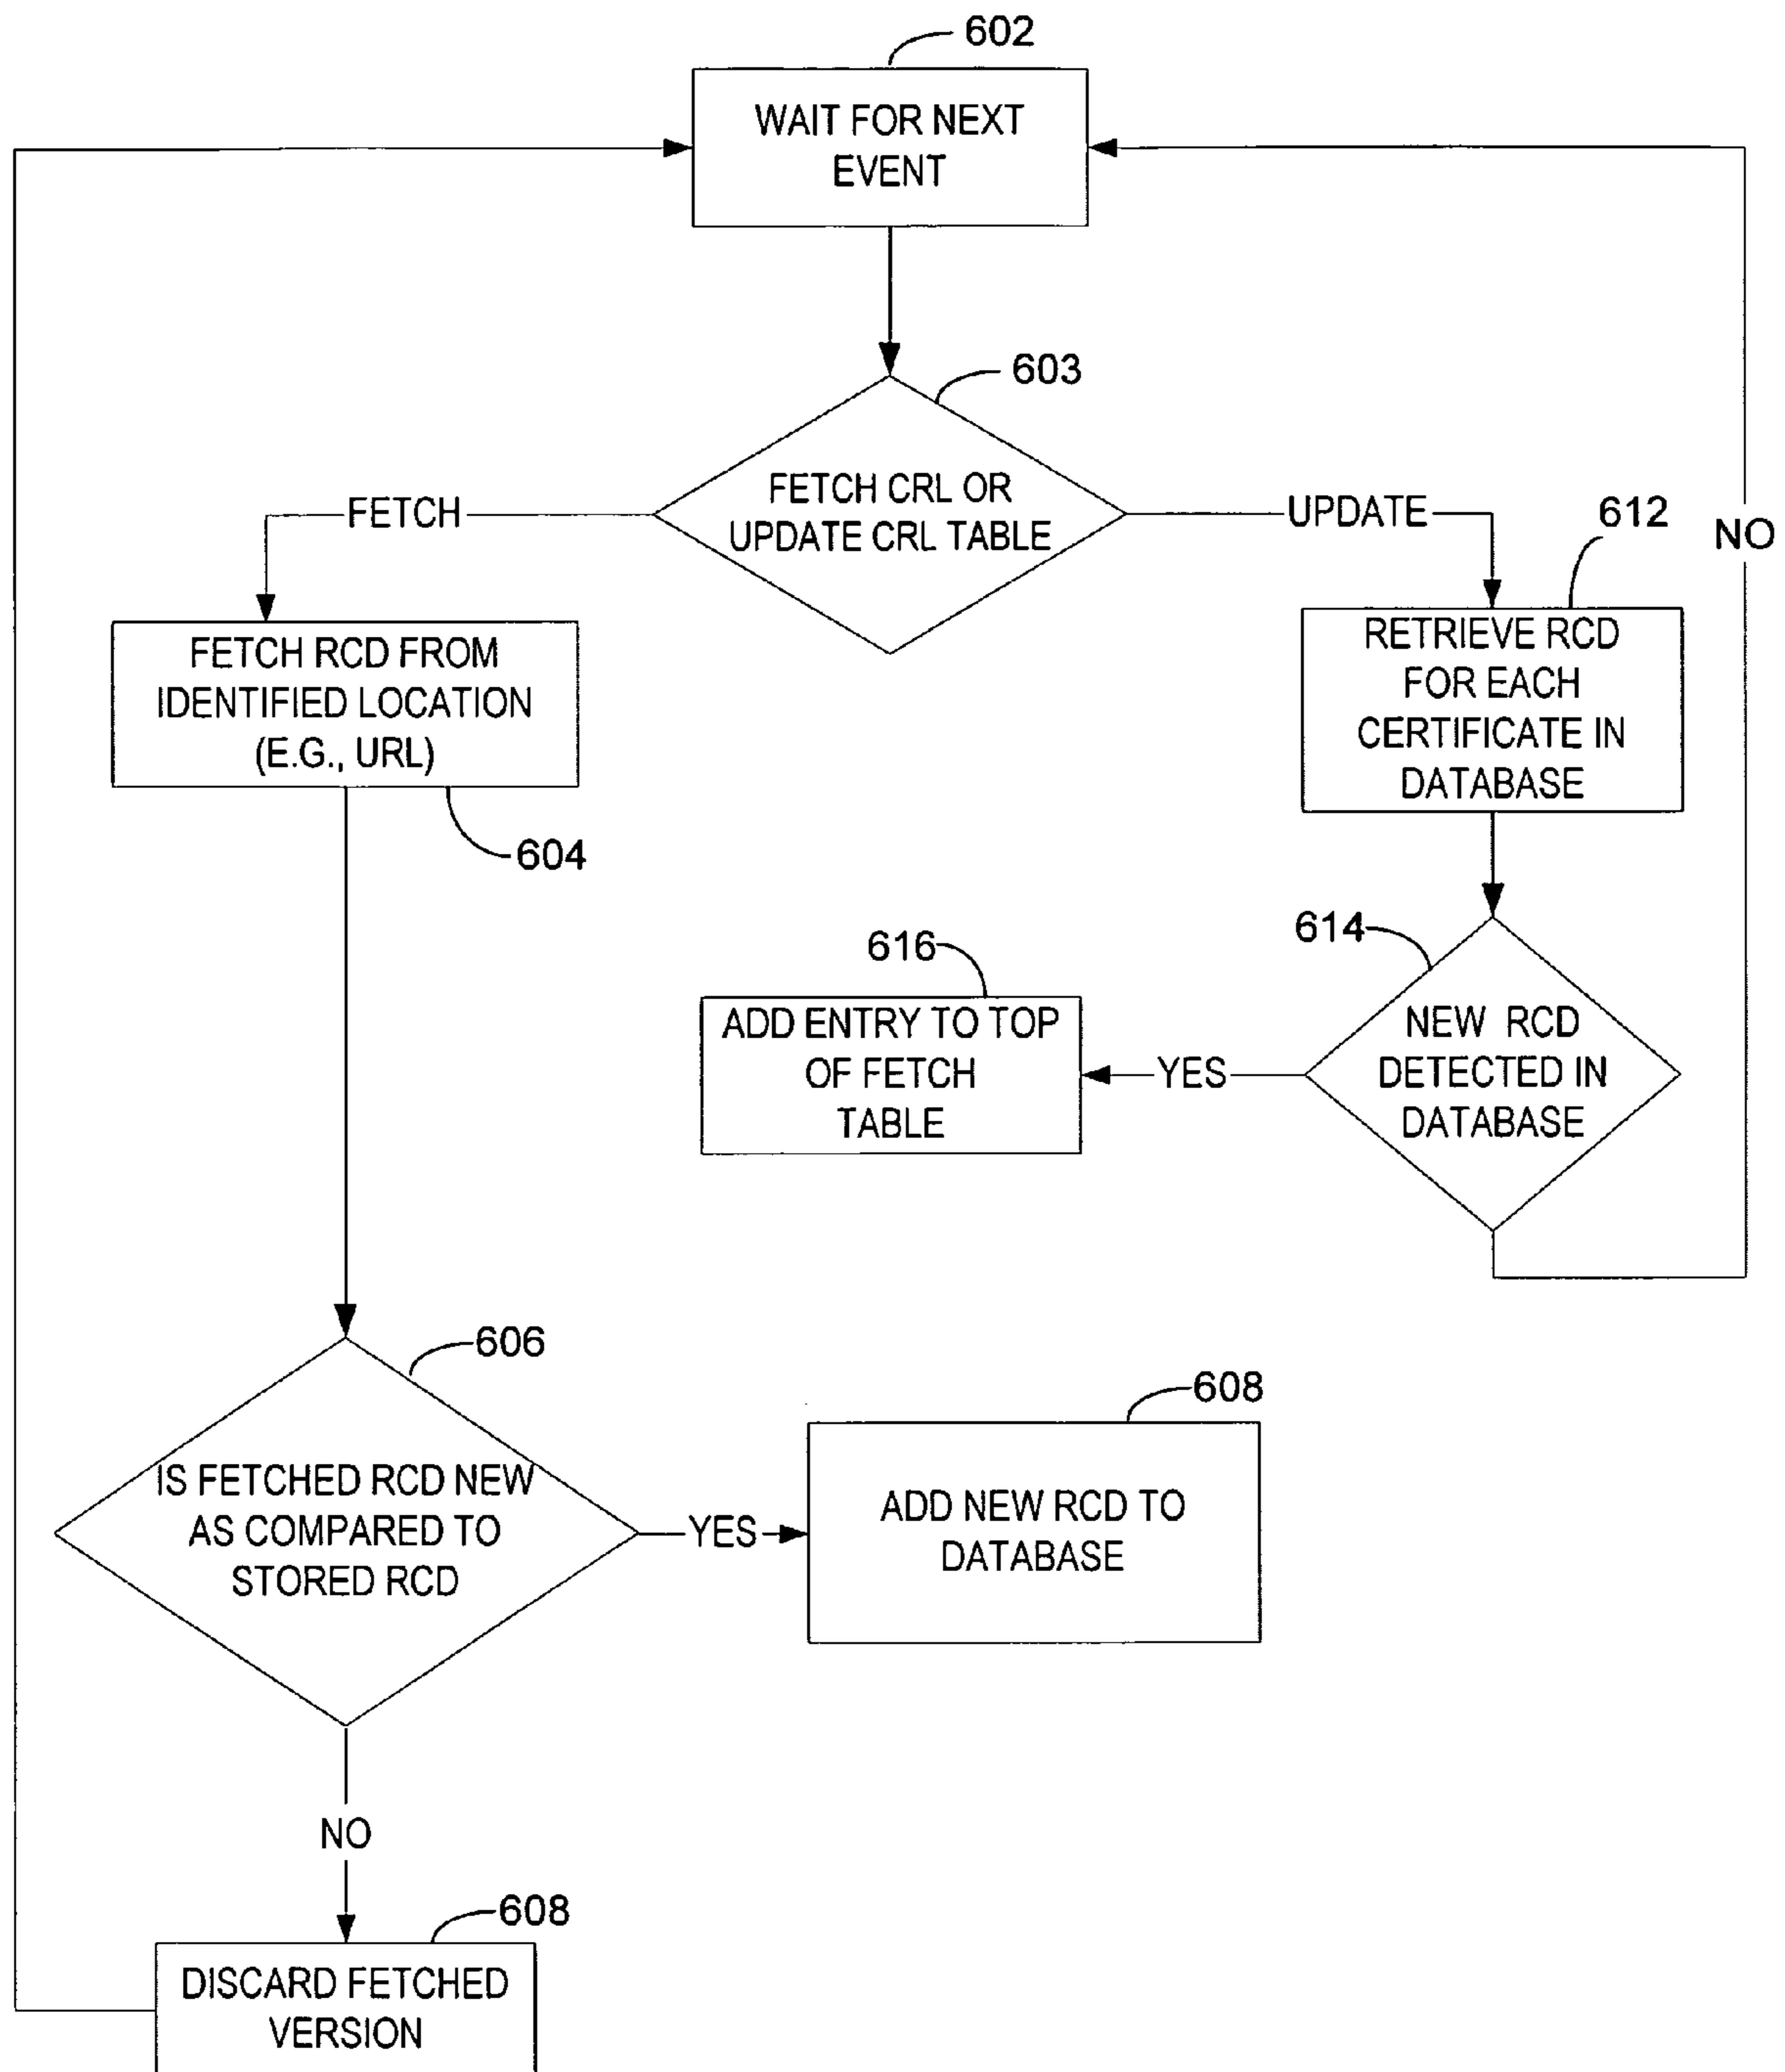 602
WAIT FOR NEXT
EVENT
603
FETCH CRL OR
UPDATE CRL TABLE
FETCH
UPDATE
612
NO
FETCH RCD FROM
IDENTIFIED LOCATION
(E.G., URL)
604
RETRIEVE RCD
FOR EACH
CERTIFICATE IN
DATABASE
614
616
ADD ENTRY TO TOP
OF FETCH
TABLE
YES
NEW RCD
DETECTED IN
DATABASE
606
IS FETCHED RCD NEW
AS COMPARED TO
STORED RCD
YES
608
ADD NEW RCD TO
DATABASE
NO
608
DISCARD FETCHED
VERSION